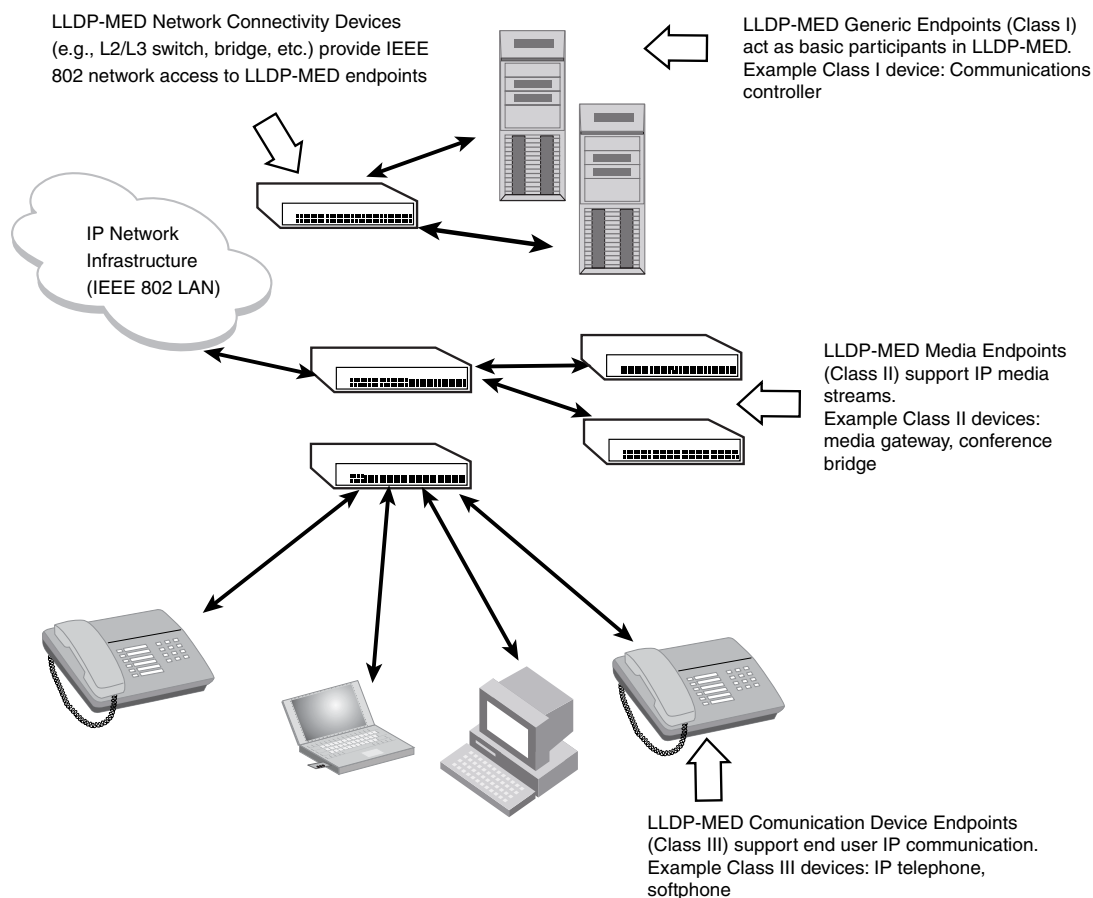 LLDP-MED Network Connectivity Devices
(e.g., L2/L3 switch, bridge, etc.) provide IEEE
802 network access to LLDP-MED endpoints
LLDP-MED Generic Endpoints (Class I)
act as basic participants in LLDP-MED.
Example Class I device: Communications
controller
IP Network
Infrastructure
(IEEE 802 LAN)
LLDP-MED Media Endpoints
(Class II) support IP media
streams.
Example Class II devices:
media gateway, conference
bridge
LLDP-MED Comunication Device Endpoints
(Class III) support end user IP communication.
Example Class III devices: IP telephone,
softphone